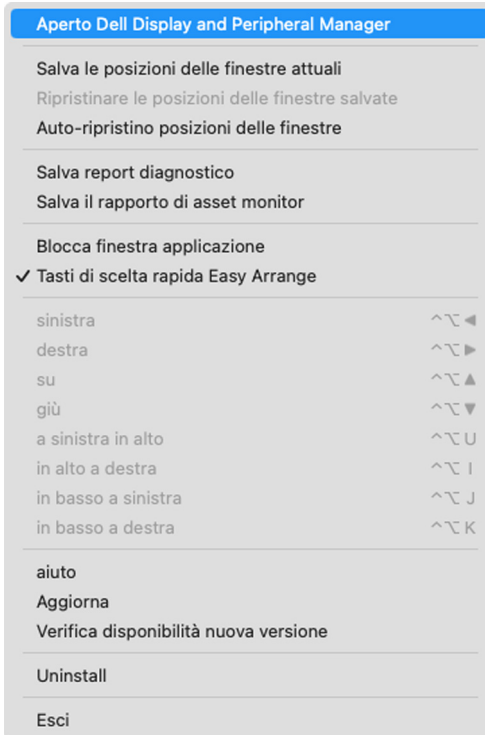 Aperto Dell Display and Peripheral Manager
Salva le posizioni delle finestre attuali
Ripristinare le posizioni delle finestre salvate
Auto-ripristino posizioni delle finestre
Salva report diagnostico
Salva il rapporto di asset monitor
Blocca finestra applicazione
✓ Tasti di scelta rapida Easy Arrange
sinistra ^⌥◀
destra ^⌥▶
su ^⌥▲
giù ^⌥▼
a sinistra in alto ^⌥U
in alto a destra ^⌥I
in basso a sinistra ^⌥J
in basso a destra ^⌥K
aiuto
Aggiorna
Verifica disponibilità nuova versione
Uninstall
Esci